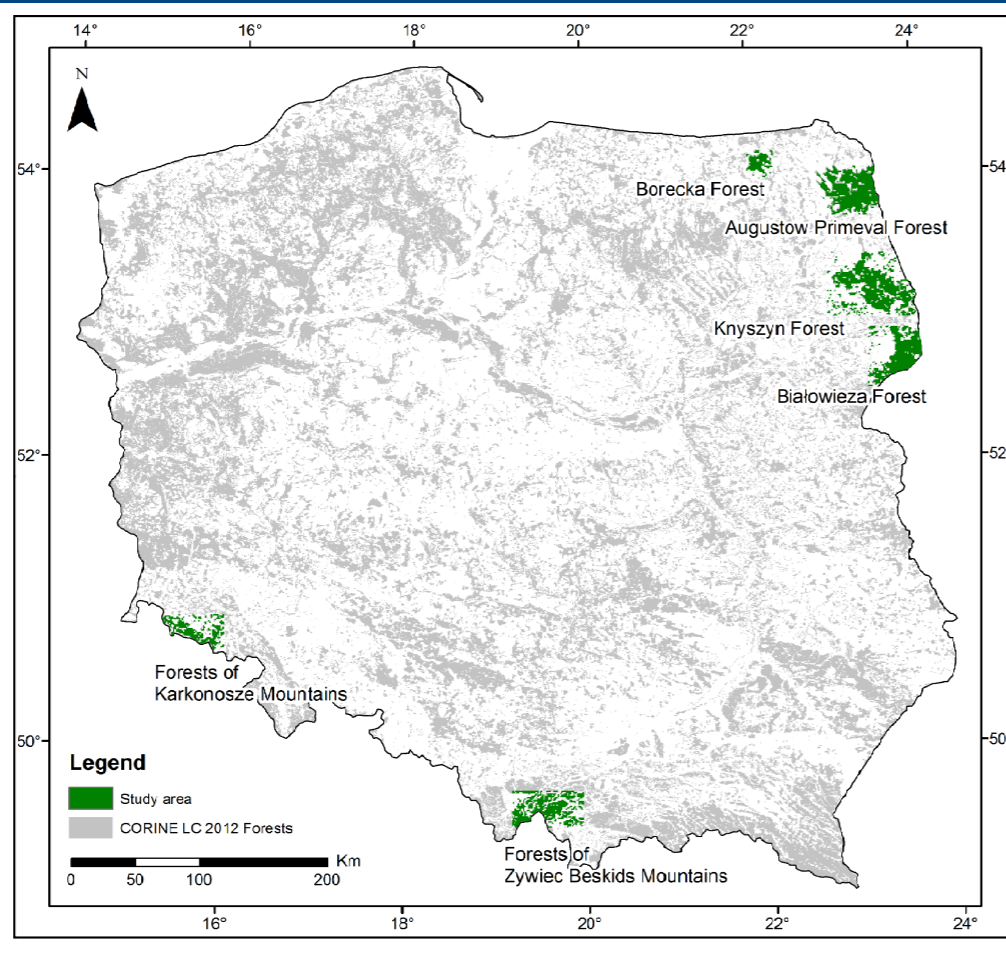 14° 16° 18° 20° 22° 24°
N
54° 54
Borecka Forest
Augustow Primeval Forest
Knyszyn Forest
Białowieza Forest
52° 52
Forests of
Karkonosze Mountains
50° 50
Legend
Study area
CORINE LC 2012 Forests
Km
0 50 100 200
Forests of
Zywiec Beskids Mountains
16° 18° 20° 22° 24°